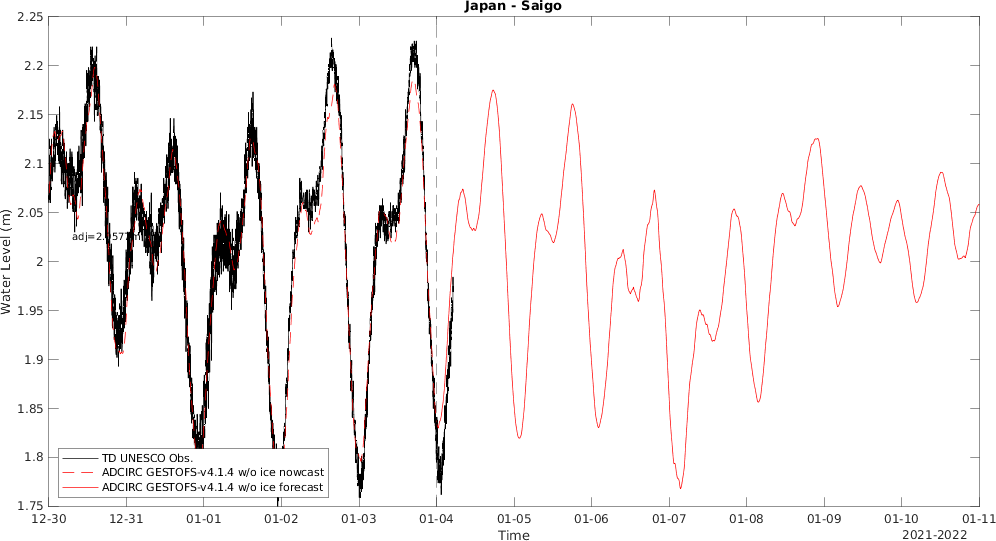 Japan - Saigo
2.25
2.2
2.15
2.1
2.05
2
1.95
1.9
1.85
1.8
1.75
Water Level (m)
TD UNESCO Obs.
ADCIRC GESTOFS-v4.1.4 w/o ice nowcast
ADCIRC GESTOFS-v4.1.4 w/o ice forecast
12-30 12-31 01-01 01-02 01-03 01-04 01-05 01-06 01-07 01-08 01-09 01-10 01-11
Time
2021-2022